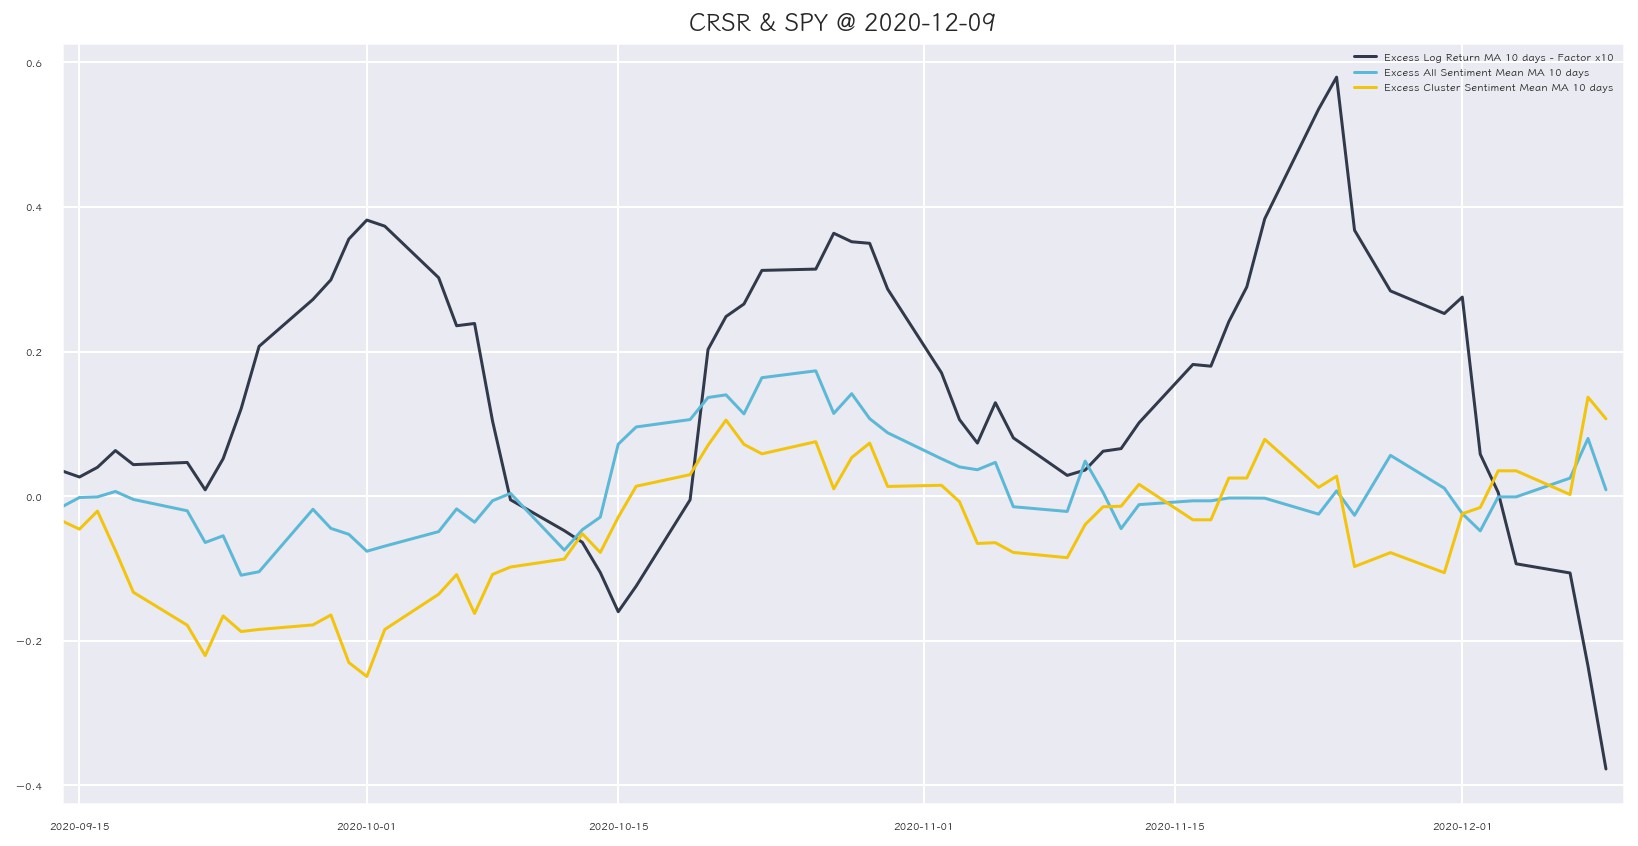 CRSR & SPY @ 2020-12-09
Excess Log Return MA 10 days - Factor x10
Excess All Sentiment Mean MA 10 days
Excess Cluster Sentiment Mean MA 10 days
0.6
0.4
0.2
0.0
−0.2
−0.4
2020-09-15 2020-10-01 2020-10-15 2020-11-01 2020-11-15 2020-12-01